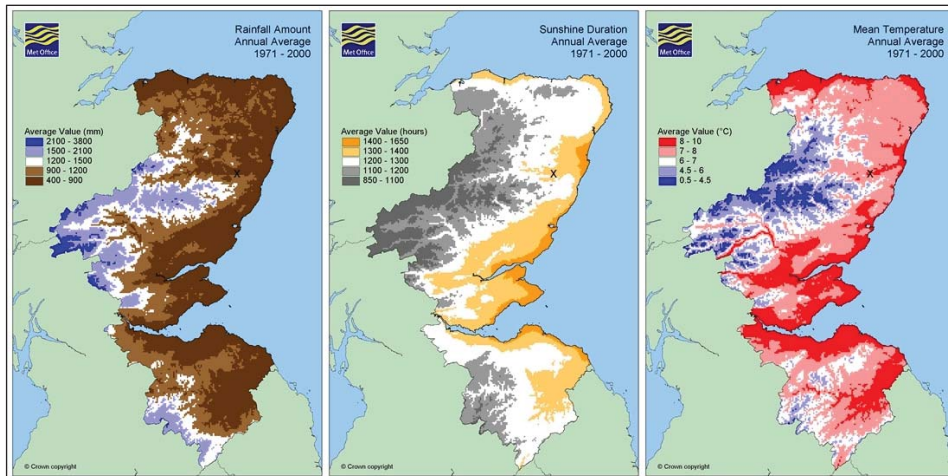 Met Office
Rainfall Amount
Annual Average
1971 - 2000
Average Value (mm)
2100 - 3800
1500 - 2100
1200 - 1500
900 - 1200
400 - 900
X
© Crown copyright
Met Office
Sunshine Duration
Annual Average
1971 - 2000
Average Value (hours)
1400 - 1650
1300 - 1400
1200 - 1300
1100 - 1200
850 - 1100
X
© Crown copyright
Met Office
Mean Temperature
Annual Average
1971 - 2000
Average Value (°C)
8 - 10
7 - 8
6 - 7
4.5 - 6
0.5 - 4.5
X
© Crown copyright